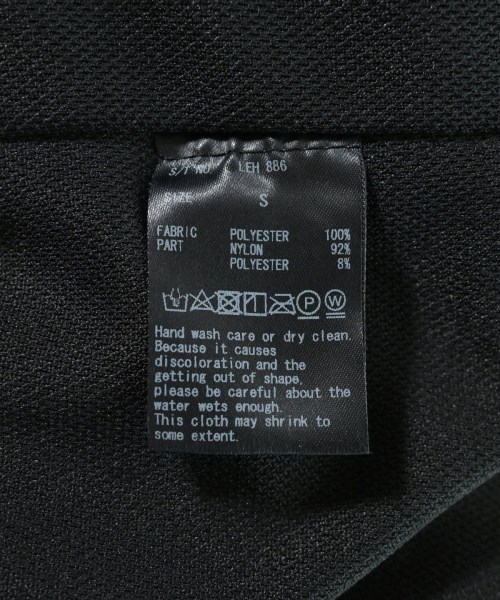 S/T NO LEH 886
SIZE S
FABRIC POLYESTER 100%
PART NYLON 92%
POLYESTER 8%
P W
Hand wash care or dry clean.
Because it causes
discoloration and the
getting out of shape,
please be careful about the
water wets enough.
This cloth may shrink to
some extent.